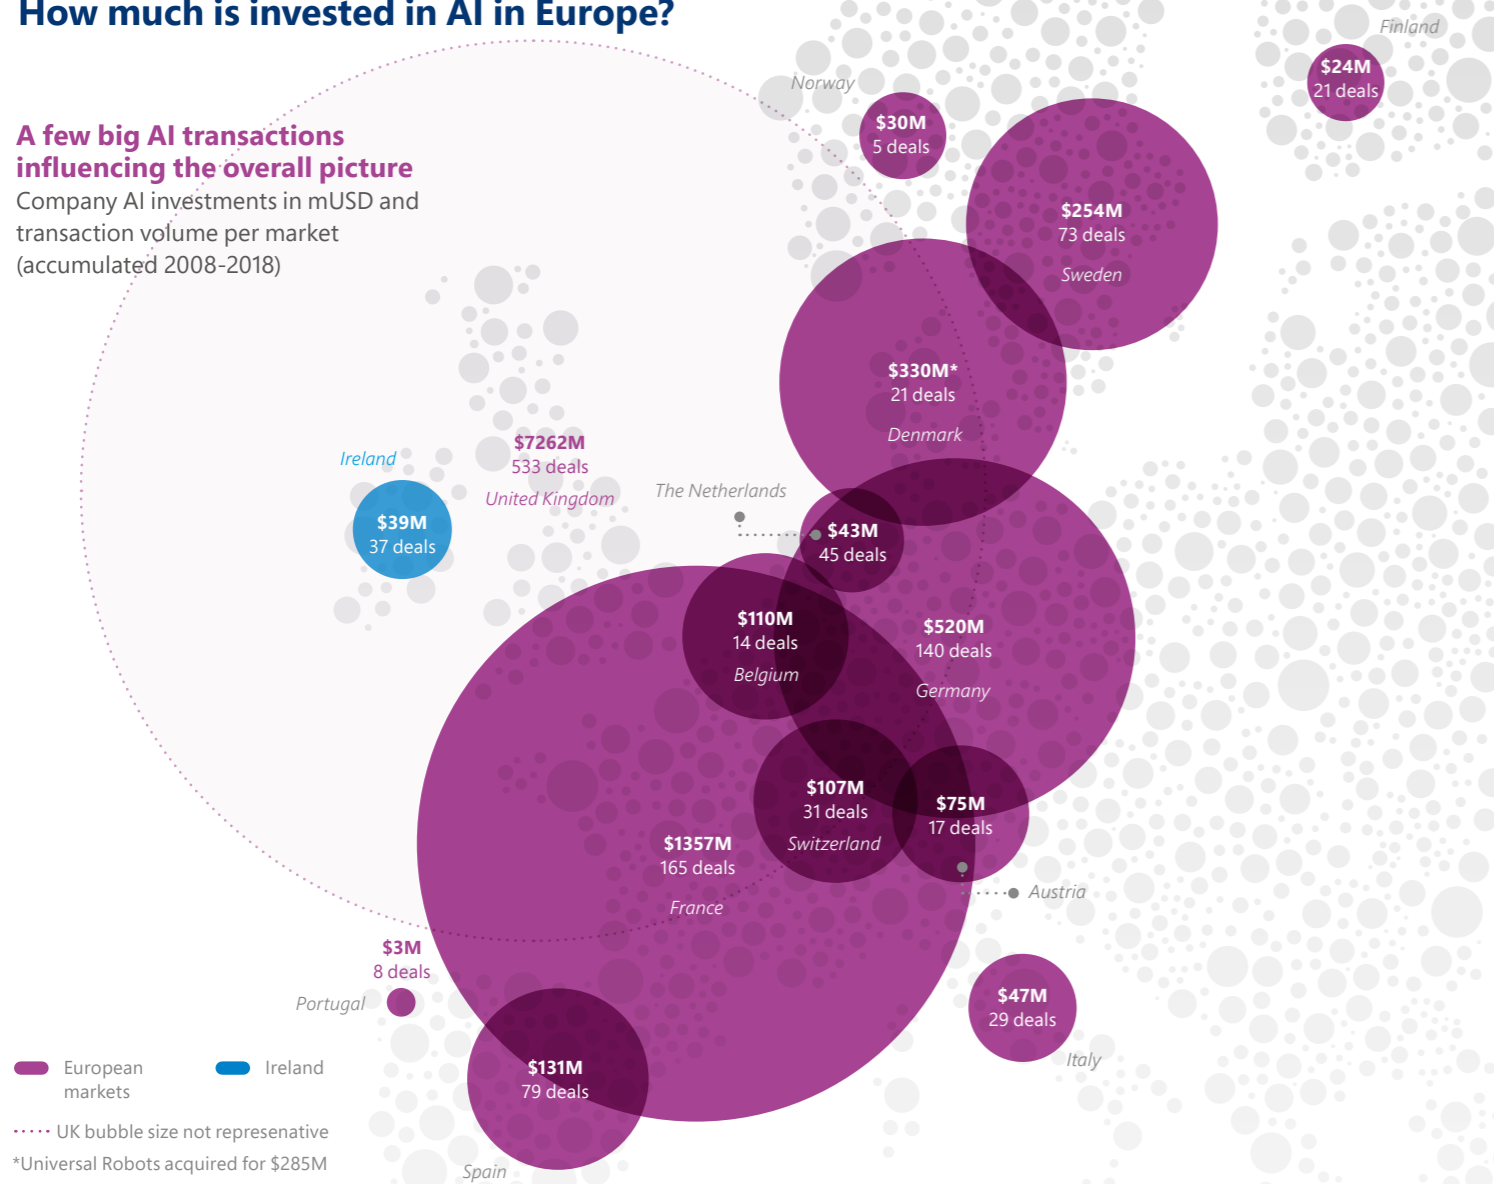 How much is invested in AI in Europe?
A few big AI transactions
influencing the overall picture
Company AI investments in mUSD and
transaction volume per market
(accumulated 2008-2018)
Finland
$24M
21 deals
Norway
$30M
5 deals
$254M
73 deals
Sweden
$330M*
21 deals
Denmark
$7262M
533 deals
United Kingdom
Ireland
$39M
37 deals
The Netherlands
$43M
45 deals
$110M
14 deals
Belgium
$520M
140 deals
Germany
$107M
31 deals
Switzerland
$75M
17 deals
Austria
$1357M
165 deals
France
$3M
8 deals
Portugal
$47M
29 deals
Italy
$131M
79 deals
Spain
European
markets
Ireland
UK bubble size not represenative
*Universal Robots acquired for $285M